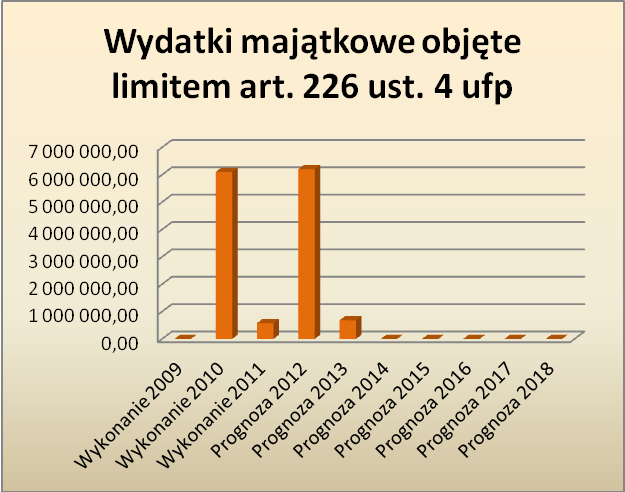 Wydatki majątkowe objęte
limitem art. 226 ust. 4 ufp
7 000 000,00
6 000 000,00
5 000 000,00
4 000 000,00
3 000 000,00
2 000 000,00
1 000 000,00
0,00
Wykonanie 2009
Wykonanie 2010
Wykonanie 2011
Prognoza 2012
Prognoza 2013
Prognoza 2014
Prognoza 2015
Prognoza 2016
Prognoza 2017
Prognoza 2018